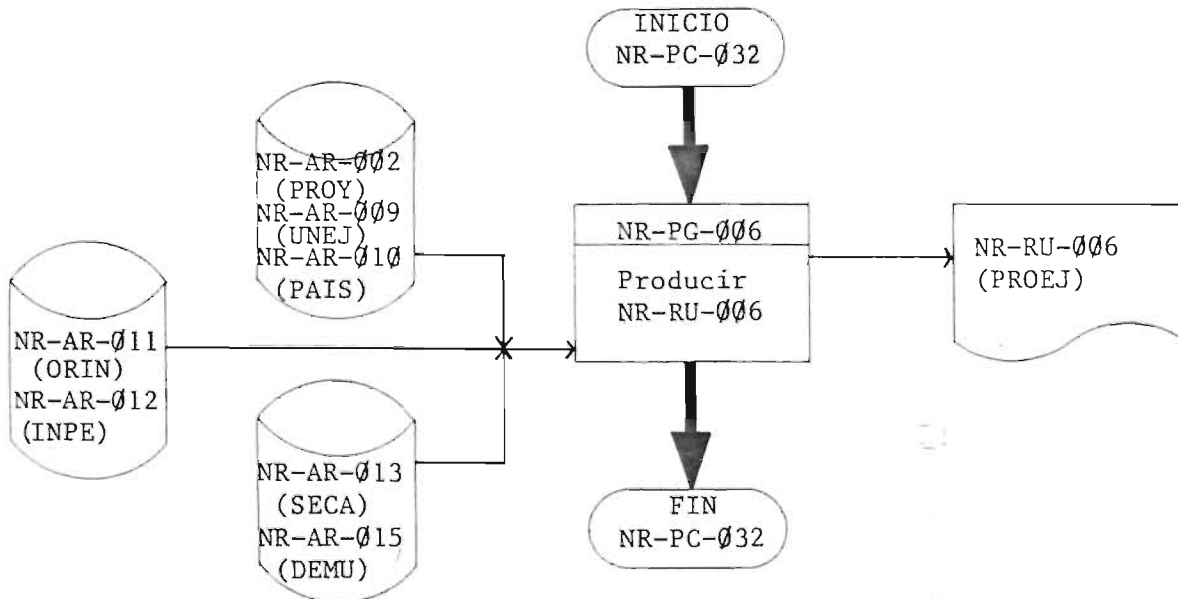 INICIO
NR-PC-Ø32
NR-AR-ØØ2
(PROY)
NR-AR-ØØ9
(UNEJ)
NR-AR-Ø1Ø
(PAIS)
NR-AR-Ø11
(ORIN)
NR-AR-Ø12
(INPE)
NR-AR-Ø13
(SECA)
NR-AR-Ø15
(DEMU)
NR-PG-ØØ6
Producir
NR-RU-ØØ6
NR-RU-ØØ6
(PROEJ)
FIN
NR-PC-Ø32